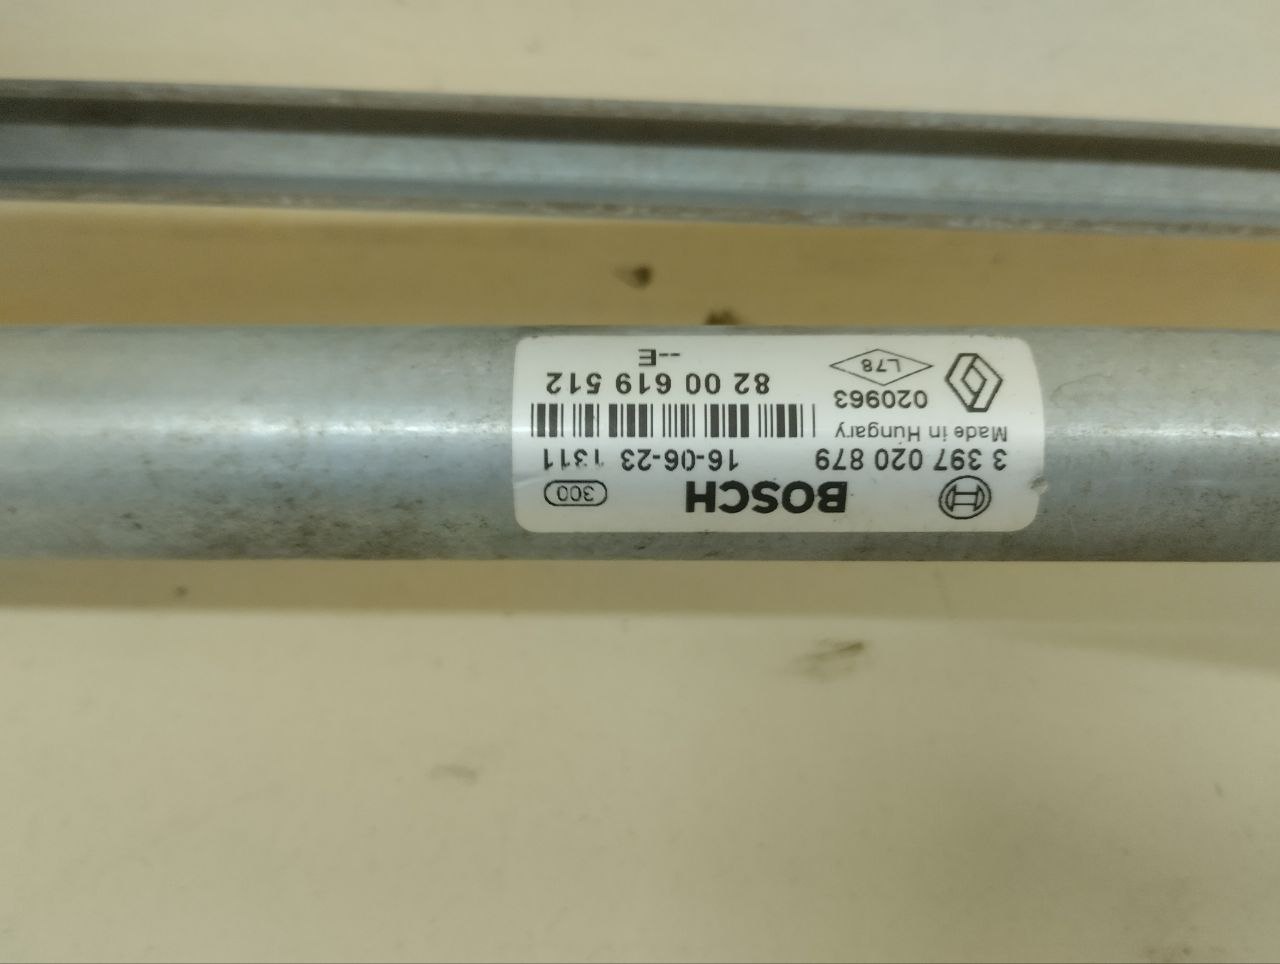 BOSCH 300
3 397 020 879 16-06-23 1311
Made in Hungary
020963
82 00 619 512
L78
--E